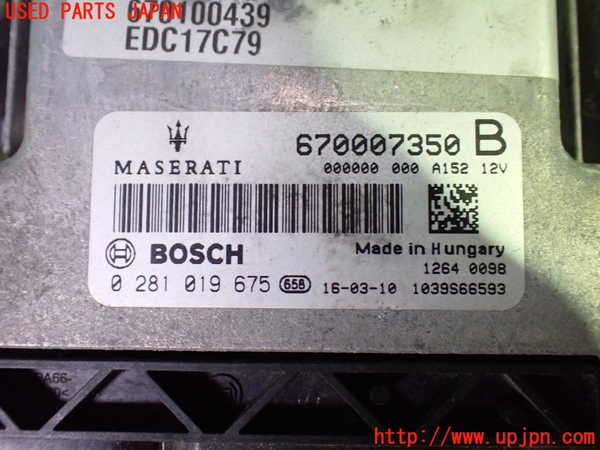 USED PARTS JAPAN
100439
EDC17C79
MASERATI
670007350 B
000000 000 A152 12V
BOSCH
Made in Hungary
1264 0098
0 281 019 675 658 16-03-10 1039S66593
http://www.upjpn.com/